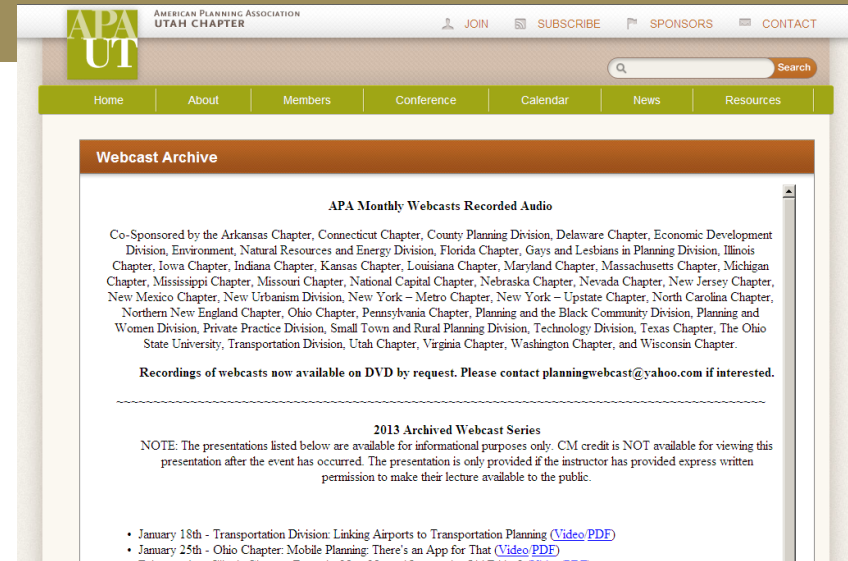 APA
UT
American Planning Association
UTAH CHAPTER
JOIN
SUBSCRIBE
SPONSORS
CONTACT
Search
Home
About
Members
Conference
Calendar
News
Resources
Webcast Archive
APA Monthly Webcasts Recorded Audio
Co-Sponsored by the Arkansas Chapter, Connecticut Chapter, County Planning Division, Delaware Chapter, Economic Development
Division, Environment, Natural Resources and Energy Division, Florida Chapter, Gays and Lesbians in Planning Division, Illinois
Chapter, Iowa Chapter, Indiana Chapter, Kansas Chapter, Louisiana Chapter, Maryland Chapter, Massachusetts Chapter, Michigan
Chapter, Mississippi Chapter, Missouri Chapter, National Capital Chapter, Nebraska Chapter, Nevada Chapter, New Jersey Chapter,
New Mexico Chapter, New Urbanism Division, New York – Metro Chapter, New York – Upstate Chapter, North Carolina Chapter,
Northern New England Chapter, Ohio Chapter, Pennsylvania Chapter, Planning and the Black Community Division, Planning and
Women Division, Private Practice Division, Small Town and Rural Planning Division, Technology Division, Texas Chapter, The Ohio
State University, Transportation Division, Utah Chapter, Virginia Chapter, Washington Chapter, and Wisconsin Chapter.
Recordings of webcasts now available on DVD by request. Please contact planningwebcast@yahoo.com if interested.
~~~~~~~~~~~~~~~~~~~~~~~~~~~~~~~~~~~~~~~~~~~~~~~~~~~~~~~~~~~~~~~~~~~~~~~~~~~~~~~~~~~~~~~~
2013 Archived Webcast Series
NOTE: The presentations listed below are available for informational purposes only. CM credit is NOT available for viewing this
presentation after the event has occurred. The presentation is only provided if the instructor has provided express written
permission to make their lecture available to the public.
• January 18th - Transportation Division: Linking Airports to Transportation Planning (Video/PDF)
• January 25th - Ohio Chapter: Mobile Planning: There's an App for That (Video/PDF)